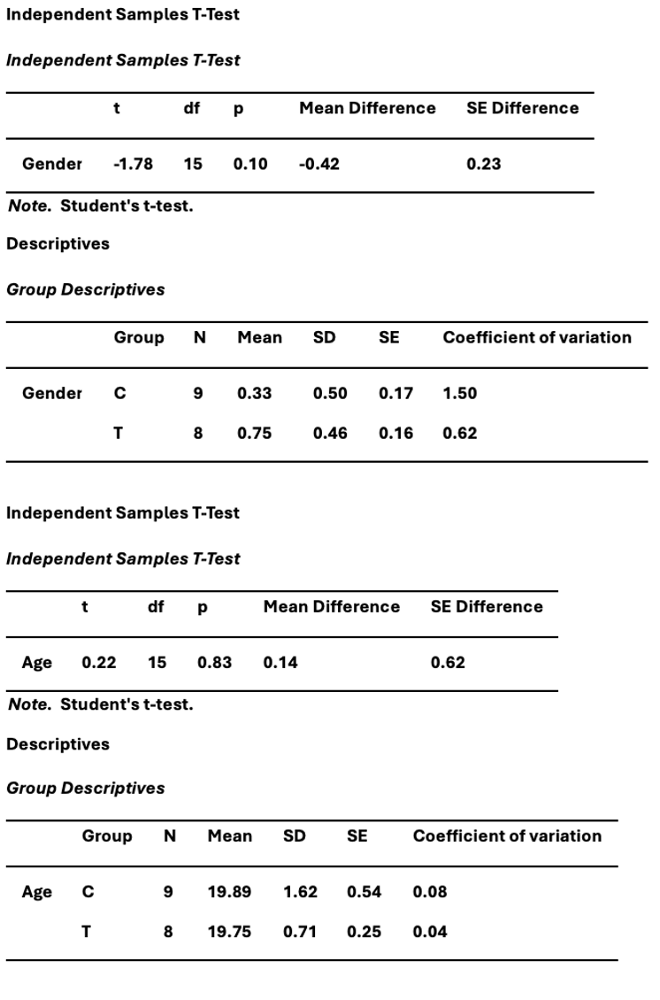 Independent Samples T-Test
Independent Samples T-Test
t df p Mean Difference SE Difference
Gender -1.78 15 0.10 -0.42 0.23
Note. Student's t-test.
Descriptives
Group Descriptives
Group N Mean SD SE Coefficient of variation
Gender C 9 0.33 0.50 0.17 1.50
T 8 0.75 0.46 0.16 0.62
Independent Samples T-Test
Independent Samples T-Test
t df p Mean Difference SE Difference
Age 0.22 15 0.83 0.14 0.62
Note. Student's t-test.
Descriptives
Group Descriptives
Group N Mean SD SE Coefficient of variation
Age C 9 19.89 1.62 0.54 0.08
T 8 19.75 0.71 0.25 0.04